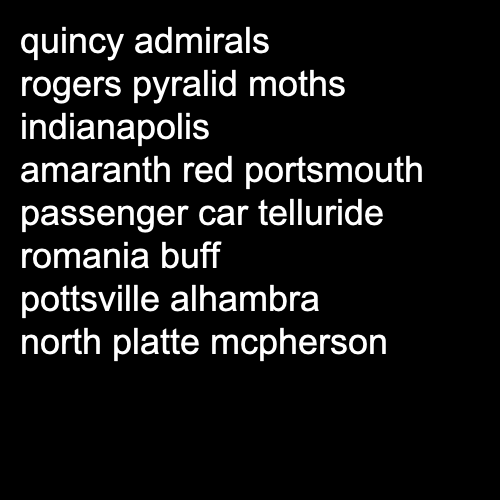 quincy admirals
rogers pyralid moths
indianapolis
amaranth red portsmouth
passenger car telluride
romania buff
pottsville alhambra
north platte mcpherson